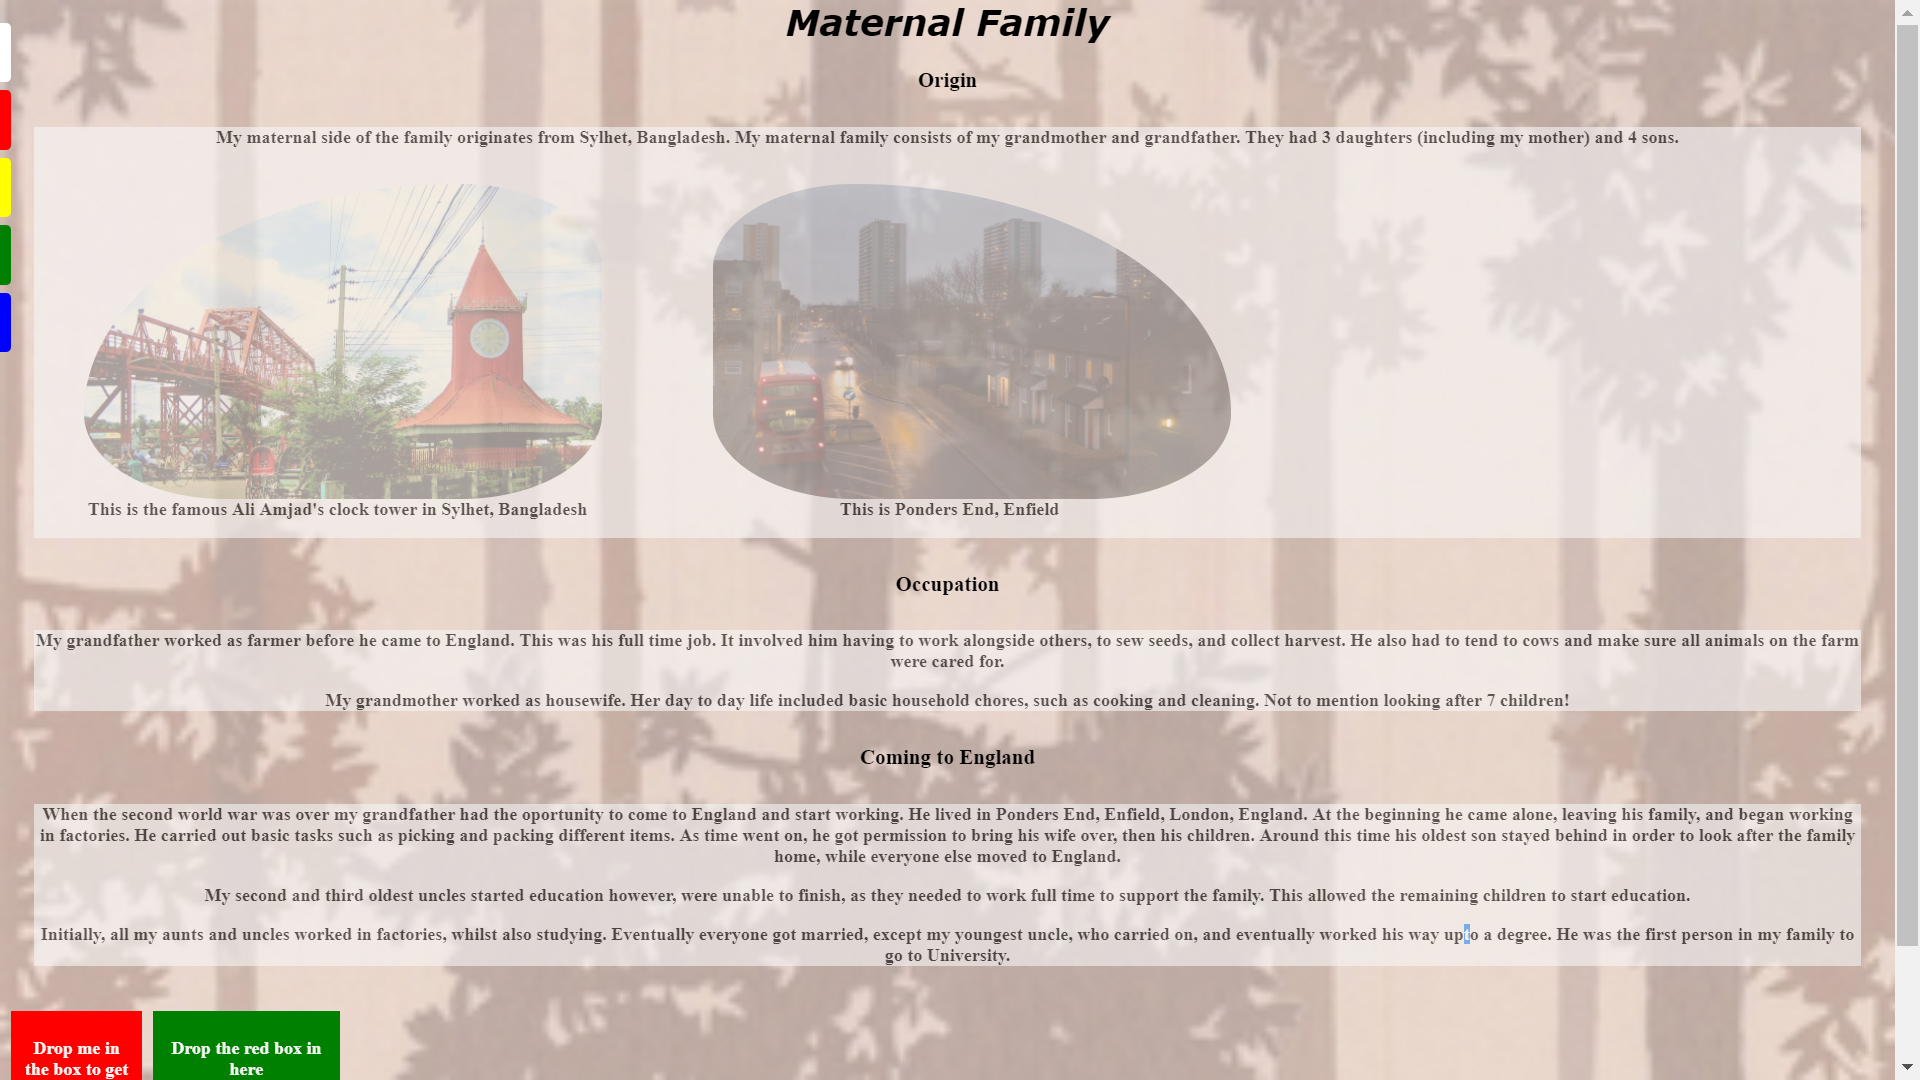 Maternal Family
Origin
My maternal side of the family originates from Sylhet, Bangladesh. My maternal family consists of my grandmother and grandfather. They had 3 daughters (including my mother) and 4 sons.
This is the famous Ali Amjad's clock tower in Sylhet, Bangladesh
This is Ponders End, Enfield
Occupation
My grandfather worked as farmer before he came to England. This was his full time job. It involved him having to work alongside others, to sew seeds, and collect harvest. He also had to tend to cows and make sure all animals on the farm
were cared for.
My grandmother worked as housewife. Her day to day life included basic household chores, such as cooking and cleaning. Not to mention looking after 7 children!
Coming to England
When the second world war was over my grandfather had the oportunity to come to England and start working. He lived in Ponders End, Enfield, London, England. At the beginning he came alone, leaving his family, and began working
in factories. He carried out basic tasks such as picking and packing different items. As time went on, he got permission to bring his wife over, then his children. Around this time his oldest son stayed behind in order to look after the family
home, while everyone else moved to England.
My second and third oldest uncles started education however, were unable to finish, as they needed to work full time to support the family. This allowed the remaining children to start education.
Initially, all my aunts and uncles worked in factories, whilst also studying. Eventually everyone got married, except my youngest uncle, who carried on, and eventually worked his way upto a degree. He was the first person in my family to
go to University.
Drop me in
the box to get
Drop the red box in
here